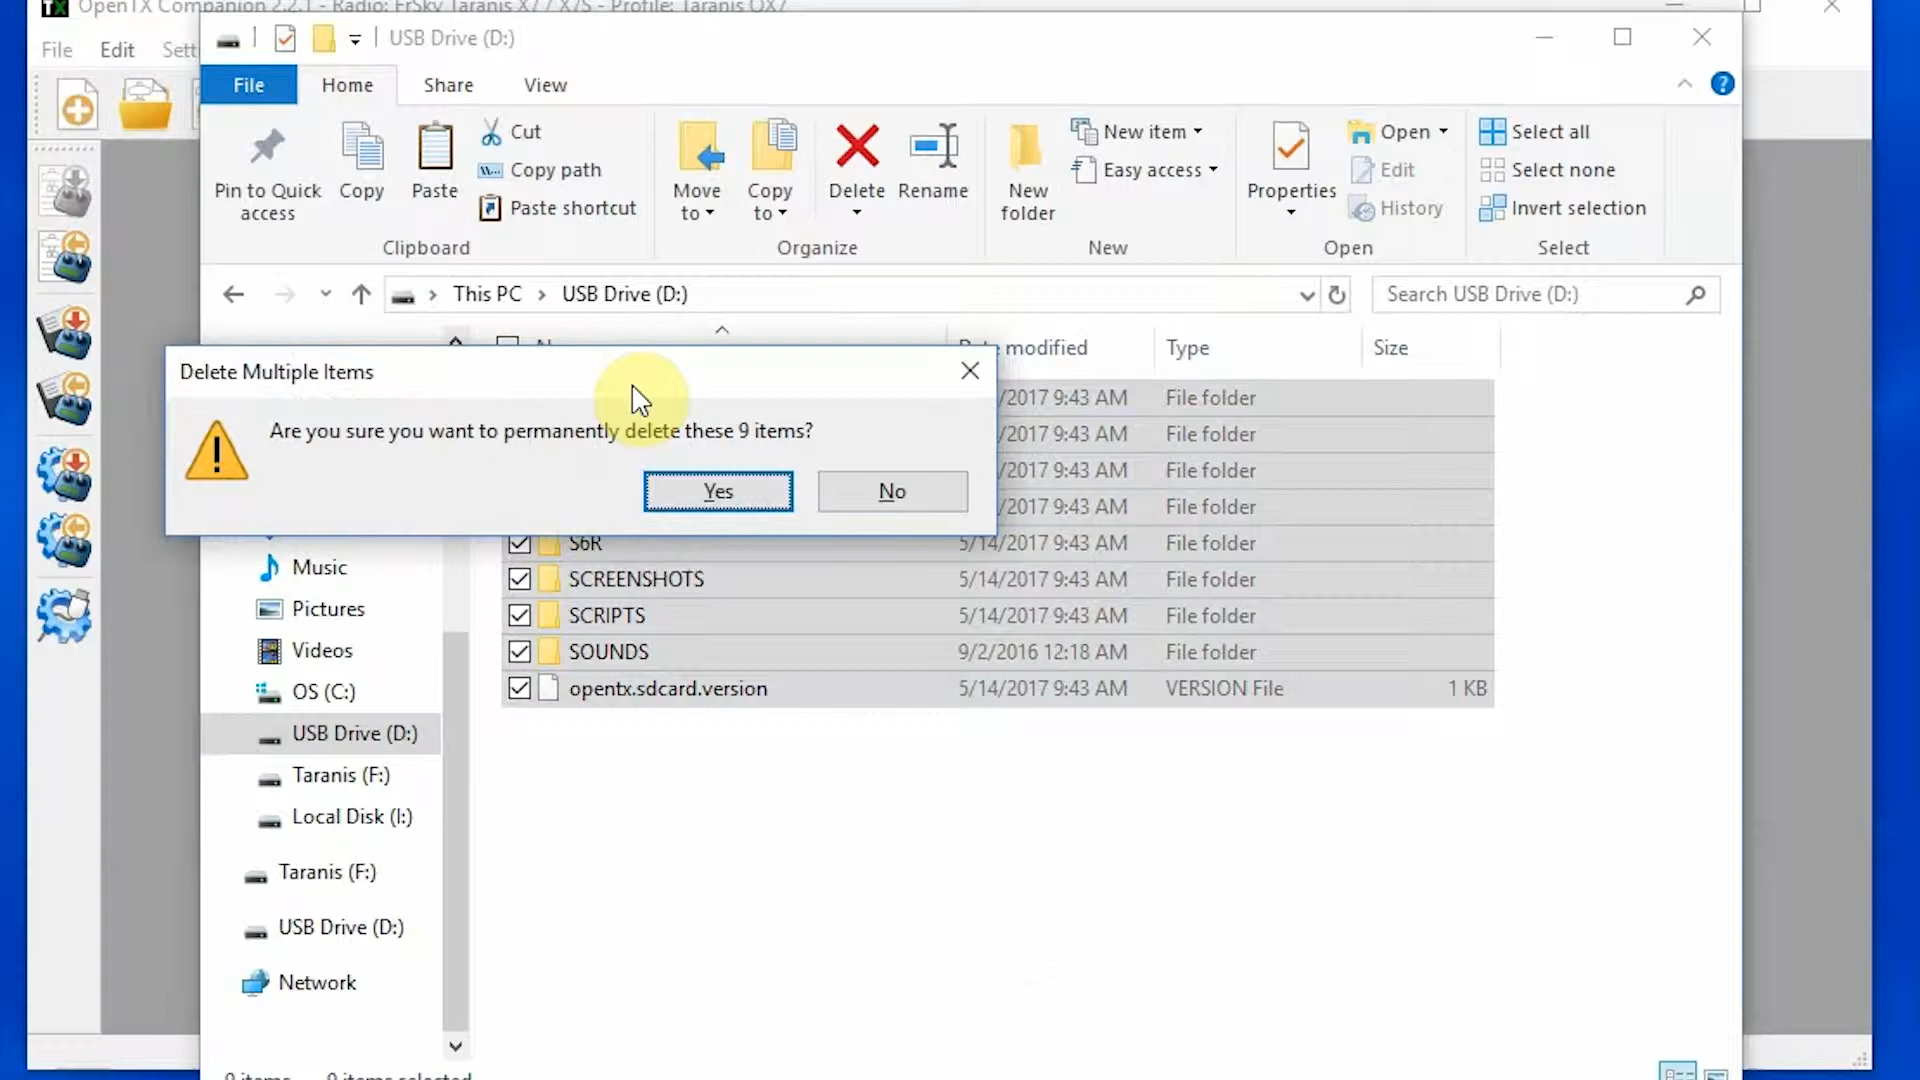 OpenTX Companion 2.2.1 - Radio: FrSky Taranis X7 / X7S - Profile: Taranis QX7
File Edit Sett
USB Drive (D:)
File Home Share View
Pin to Quick access
Copy
Paste
Cut
Copy path
Paste shortcut
Clipboard
Move to
Copy to
Delete
Rename
Organize
New folder
New item
Easy access
New
Properties
Open
Edit
History
Open
Select all
Select none
Invert selection
Select
This PC > USB Drive (D:)
Search USB Drive (D:)
modified Type Size
Delete Multiple Items
Are you sure you want to permanently delete these 9 items?
Yes No
/2017 9:43 AM File folder
/2017 9:43 AM File folder
/2017 9:43 AM File folder
/2017 9:43 AM File folder
S6R 5/14/2017 9:43 AM File folder
SCREENSHOTS 5/14/2017 9:43 AM File folder
SCRIPTS 5/14/2017 9:43 AM File folder
SOUNDS 9/2/2016 12:18 AM File folder
opentx.sdcard.version 5/14/2017 9:43 AM VERSION File 1 KB
Music
Pictures
Videos
OS (C:)
USB Drive (D:)
Taranis (F:)
Local Disk (I:)
Taranis (F:)
USB Drive (D:)
Network
9 items 9 items selected